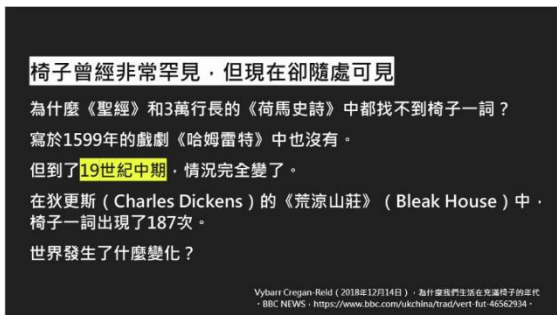 椅子曾經非常罕見，但現在卻隨處可見
為什麼《聖經》和3萬行長的《荷馬史詩》中都找不到椅子一詞？
寫於1599年的戲劇《哈姆雷特》中也沒有。
但到了19世紀中期，情況完全變了。
在狄更斯（Charles Dickens）的《荒涼山莊》（Bleak House）中，
椅子一詞出現了187次。
世界發生了什麼變化？
Vybarr Cregan-Reid（2018年12月14日），為什麼我們生活在充滿椅子的年代
。BBC NEWS，https://www.bbc.com/ukchina/trad/vert-fut-46562934。